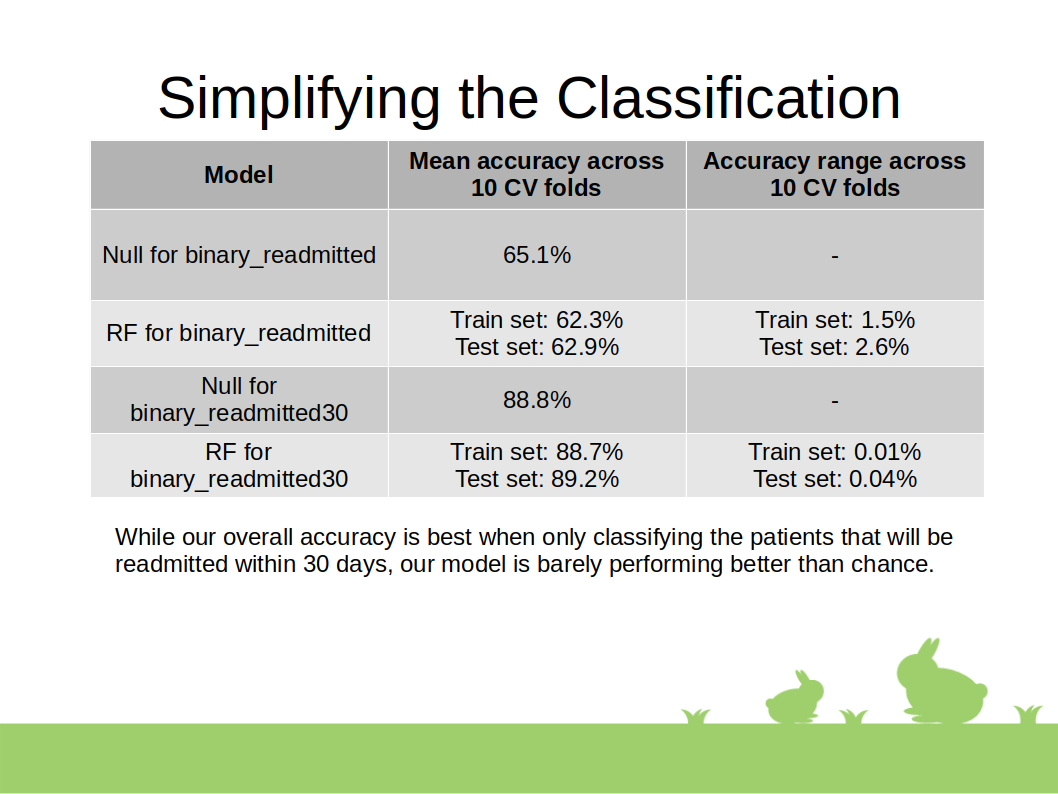 Simplifying the Classification
Model
Mean accuracy across
10 CV folds
Accuracy range across
10 CV folds
Null for binary_readmitted
65.1%
-
RF for binary_readmitted
Train set: 62.3%
Test set: 62.9%
Train set: 1.5%
Test set: 2.6%
Null for
binary_readmitted30
88.8%
-
RF for
binary_readmitted30
Train set: 88.7%
Test set: 89.2%
Train set: 0.01%
Test set: 0.04%
While our overall accuracy is best when only classifying the patients that will be
readmitted within 30 days, our model is barely performing better than chance.